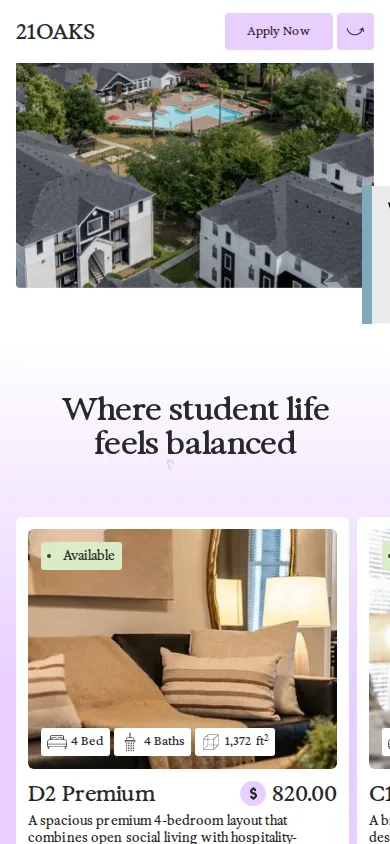 21OAKS
Apply Now
Where student life
feels balanced
Available
4 Bed
4 Baths
1,372 ft²
D2 Premium
$ 820.00
A spacious premium 4-bedroom layout that
combines open social living with hospitality-